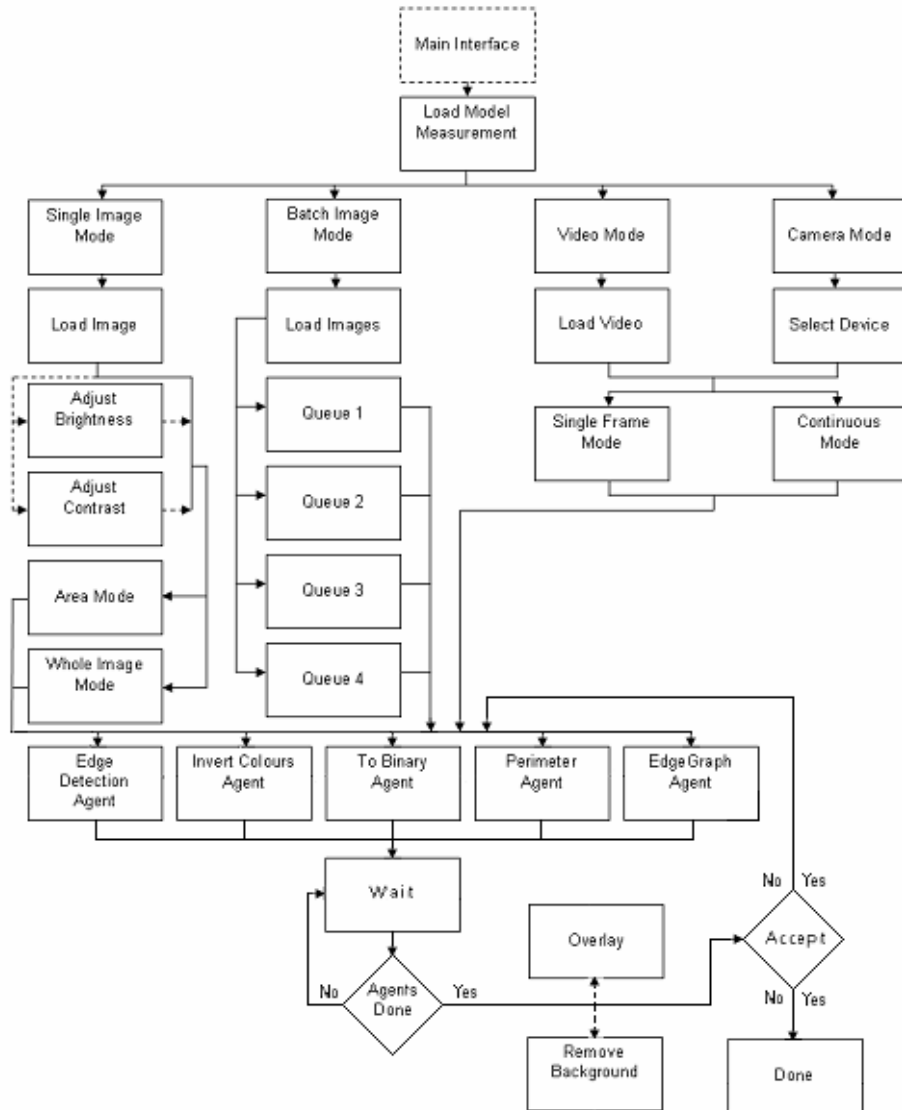 Main Interface
Load Model
Measurement
Single Image
Mode
Batch Image
Mode
Video Mode
Camera Mode
Load Image
Load Images
Load Video
Select Device
Adjust
Brightness
Queue 1
Single Frame
Mode
Continuous
Mode
Adjust
Contrast
Queue 2
Area Mode
Queue 3
Whole Image
Mode
Queue 4
Edge
Detection
Agent
Invert Colours
Agent
To Binary
Agent
Perimeter
Agent
EdgeGraph
Agent
Wait
No
Yes
Overlay
Accept
No
Agents
Done
Yes
No
Yes
Remove
Background
Done